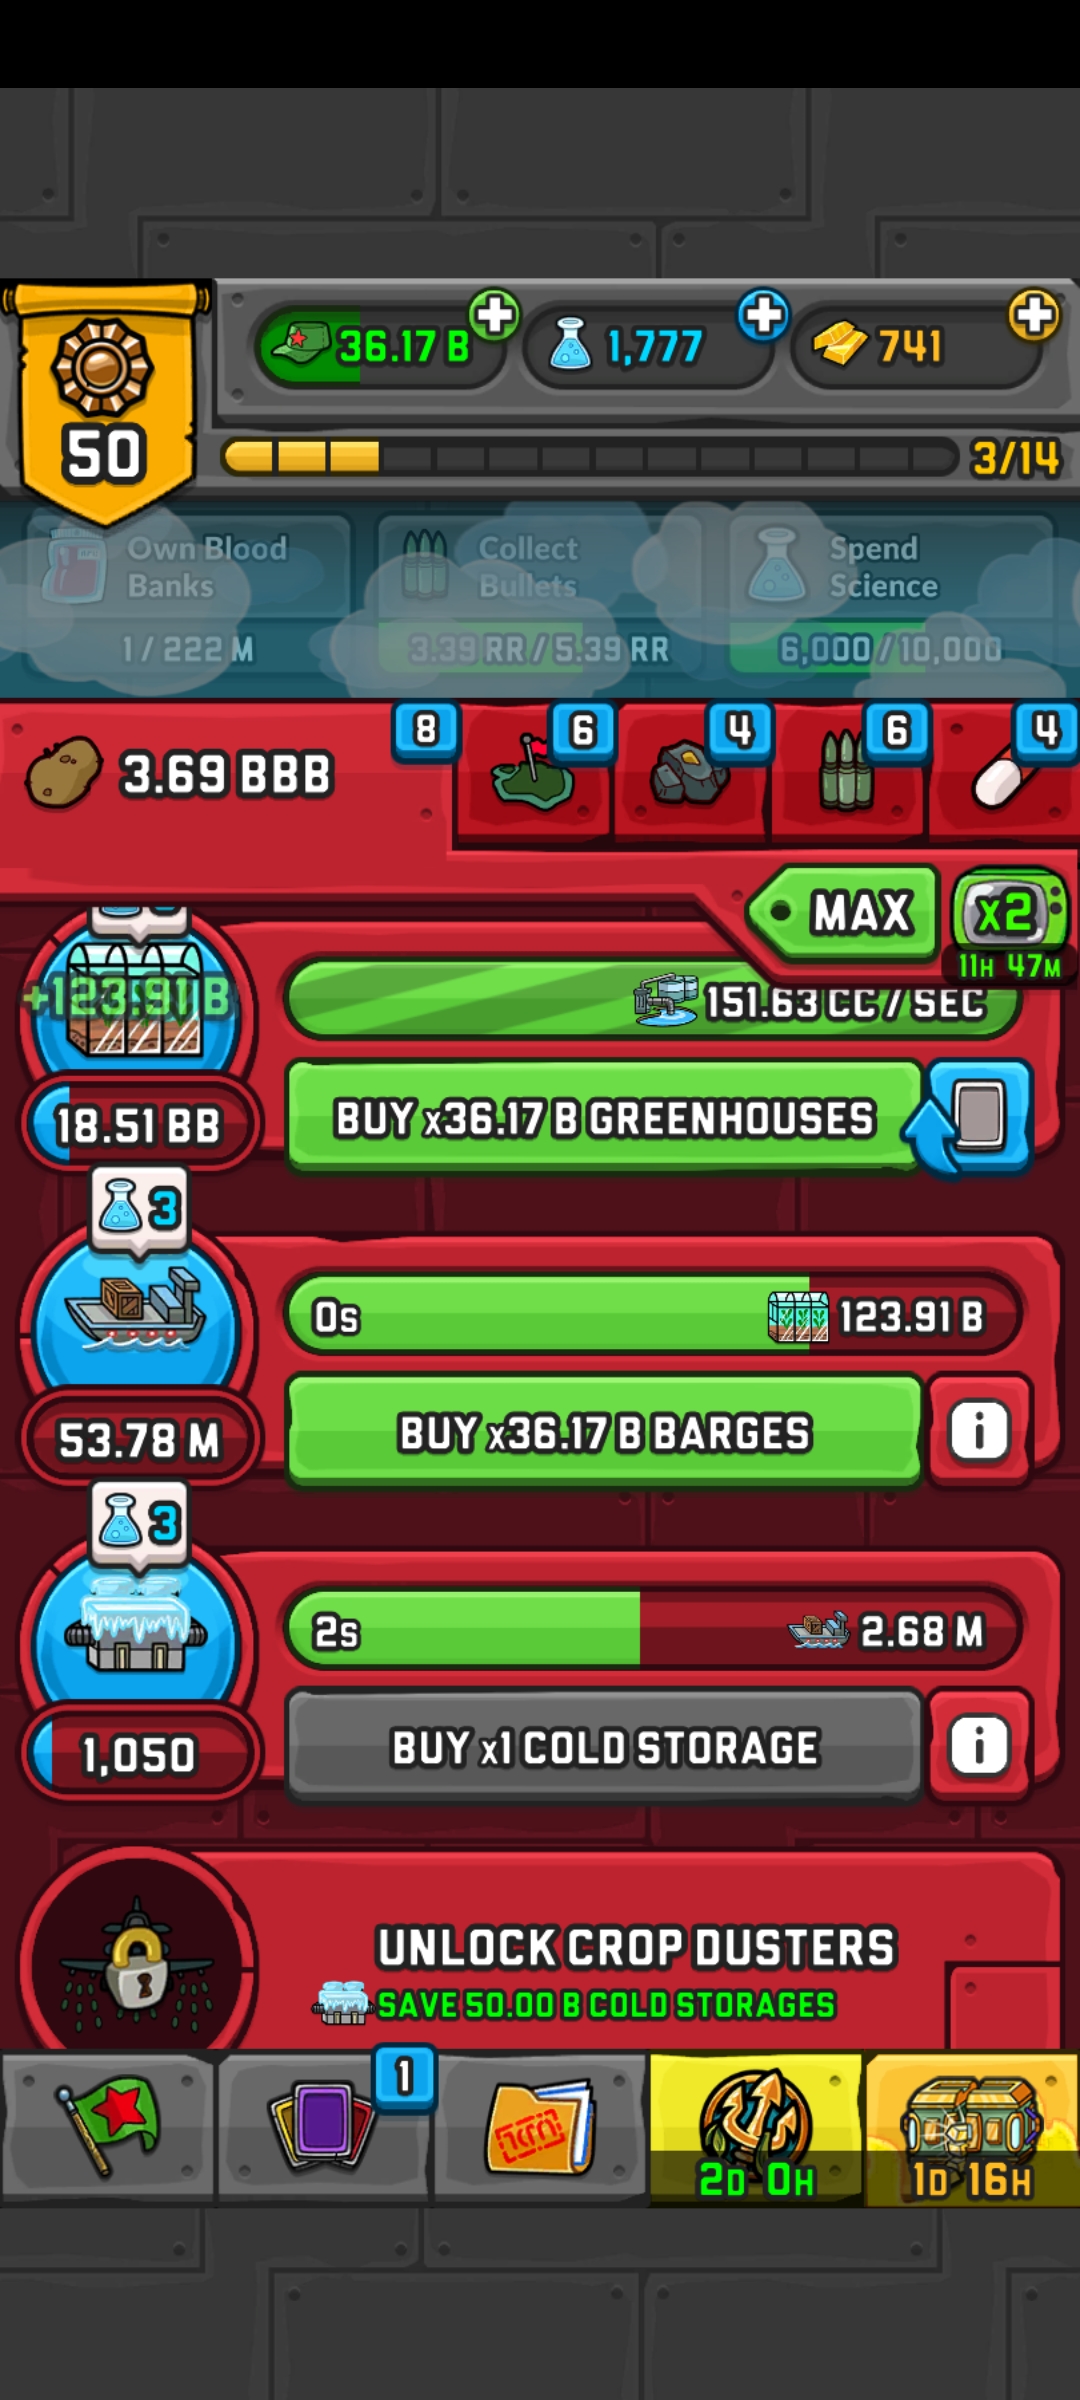 36.17 B
1,777
741
50
3/14
Own Blood
Banks
1 / 222 M
Collect
Bullets
3.39 RR / 5.39 RR
Spend
Science
6,000 / 10,000
3.69 BBB
8
6
4
6
4
MAX
x2
11H 47M
+123.91 B
151.63 CC / SEC
18.51 BB
BUY x36.17 B GREENHOUSES
3
0s
123.91 B
53.78 M
BUY x36.17 B BARGES
i
3
2s
2.68 M
1,050
BUY x1 COLD STORAGE
i
UNLOCK CROP DUSTERS
SAVE 50.00 B COLD STORAGES
1
2D 0H
1D 16H